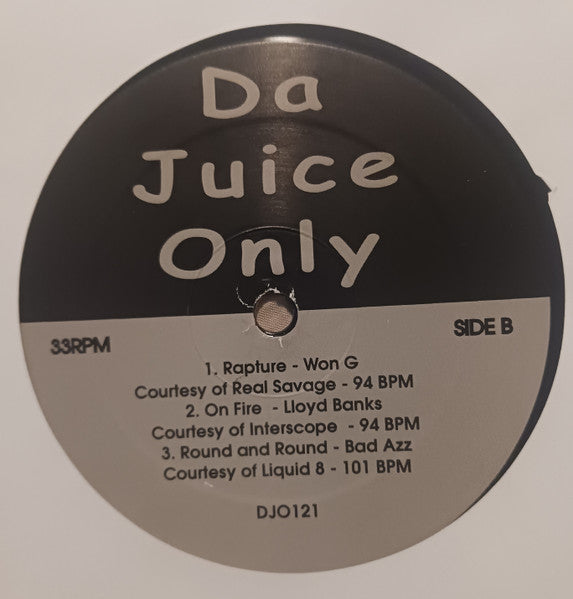 Da
Juice
Only
33RPM
SIDE B
1. Rapture - Won G
Courtesy of Real Savage - 94 BPM
2. On Fire - Lloyd Banks
Courtesy of Interscope - 94 BPM
3. Round and Round - Bad Azz
Courtesy of Liquid 8 - 101 BPM
DJO121